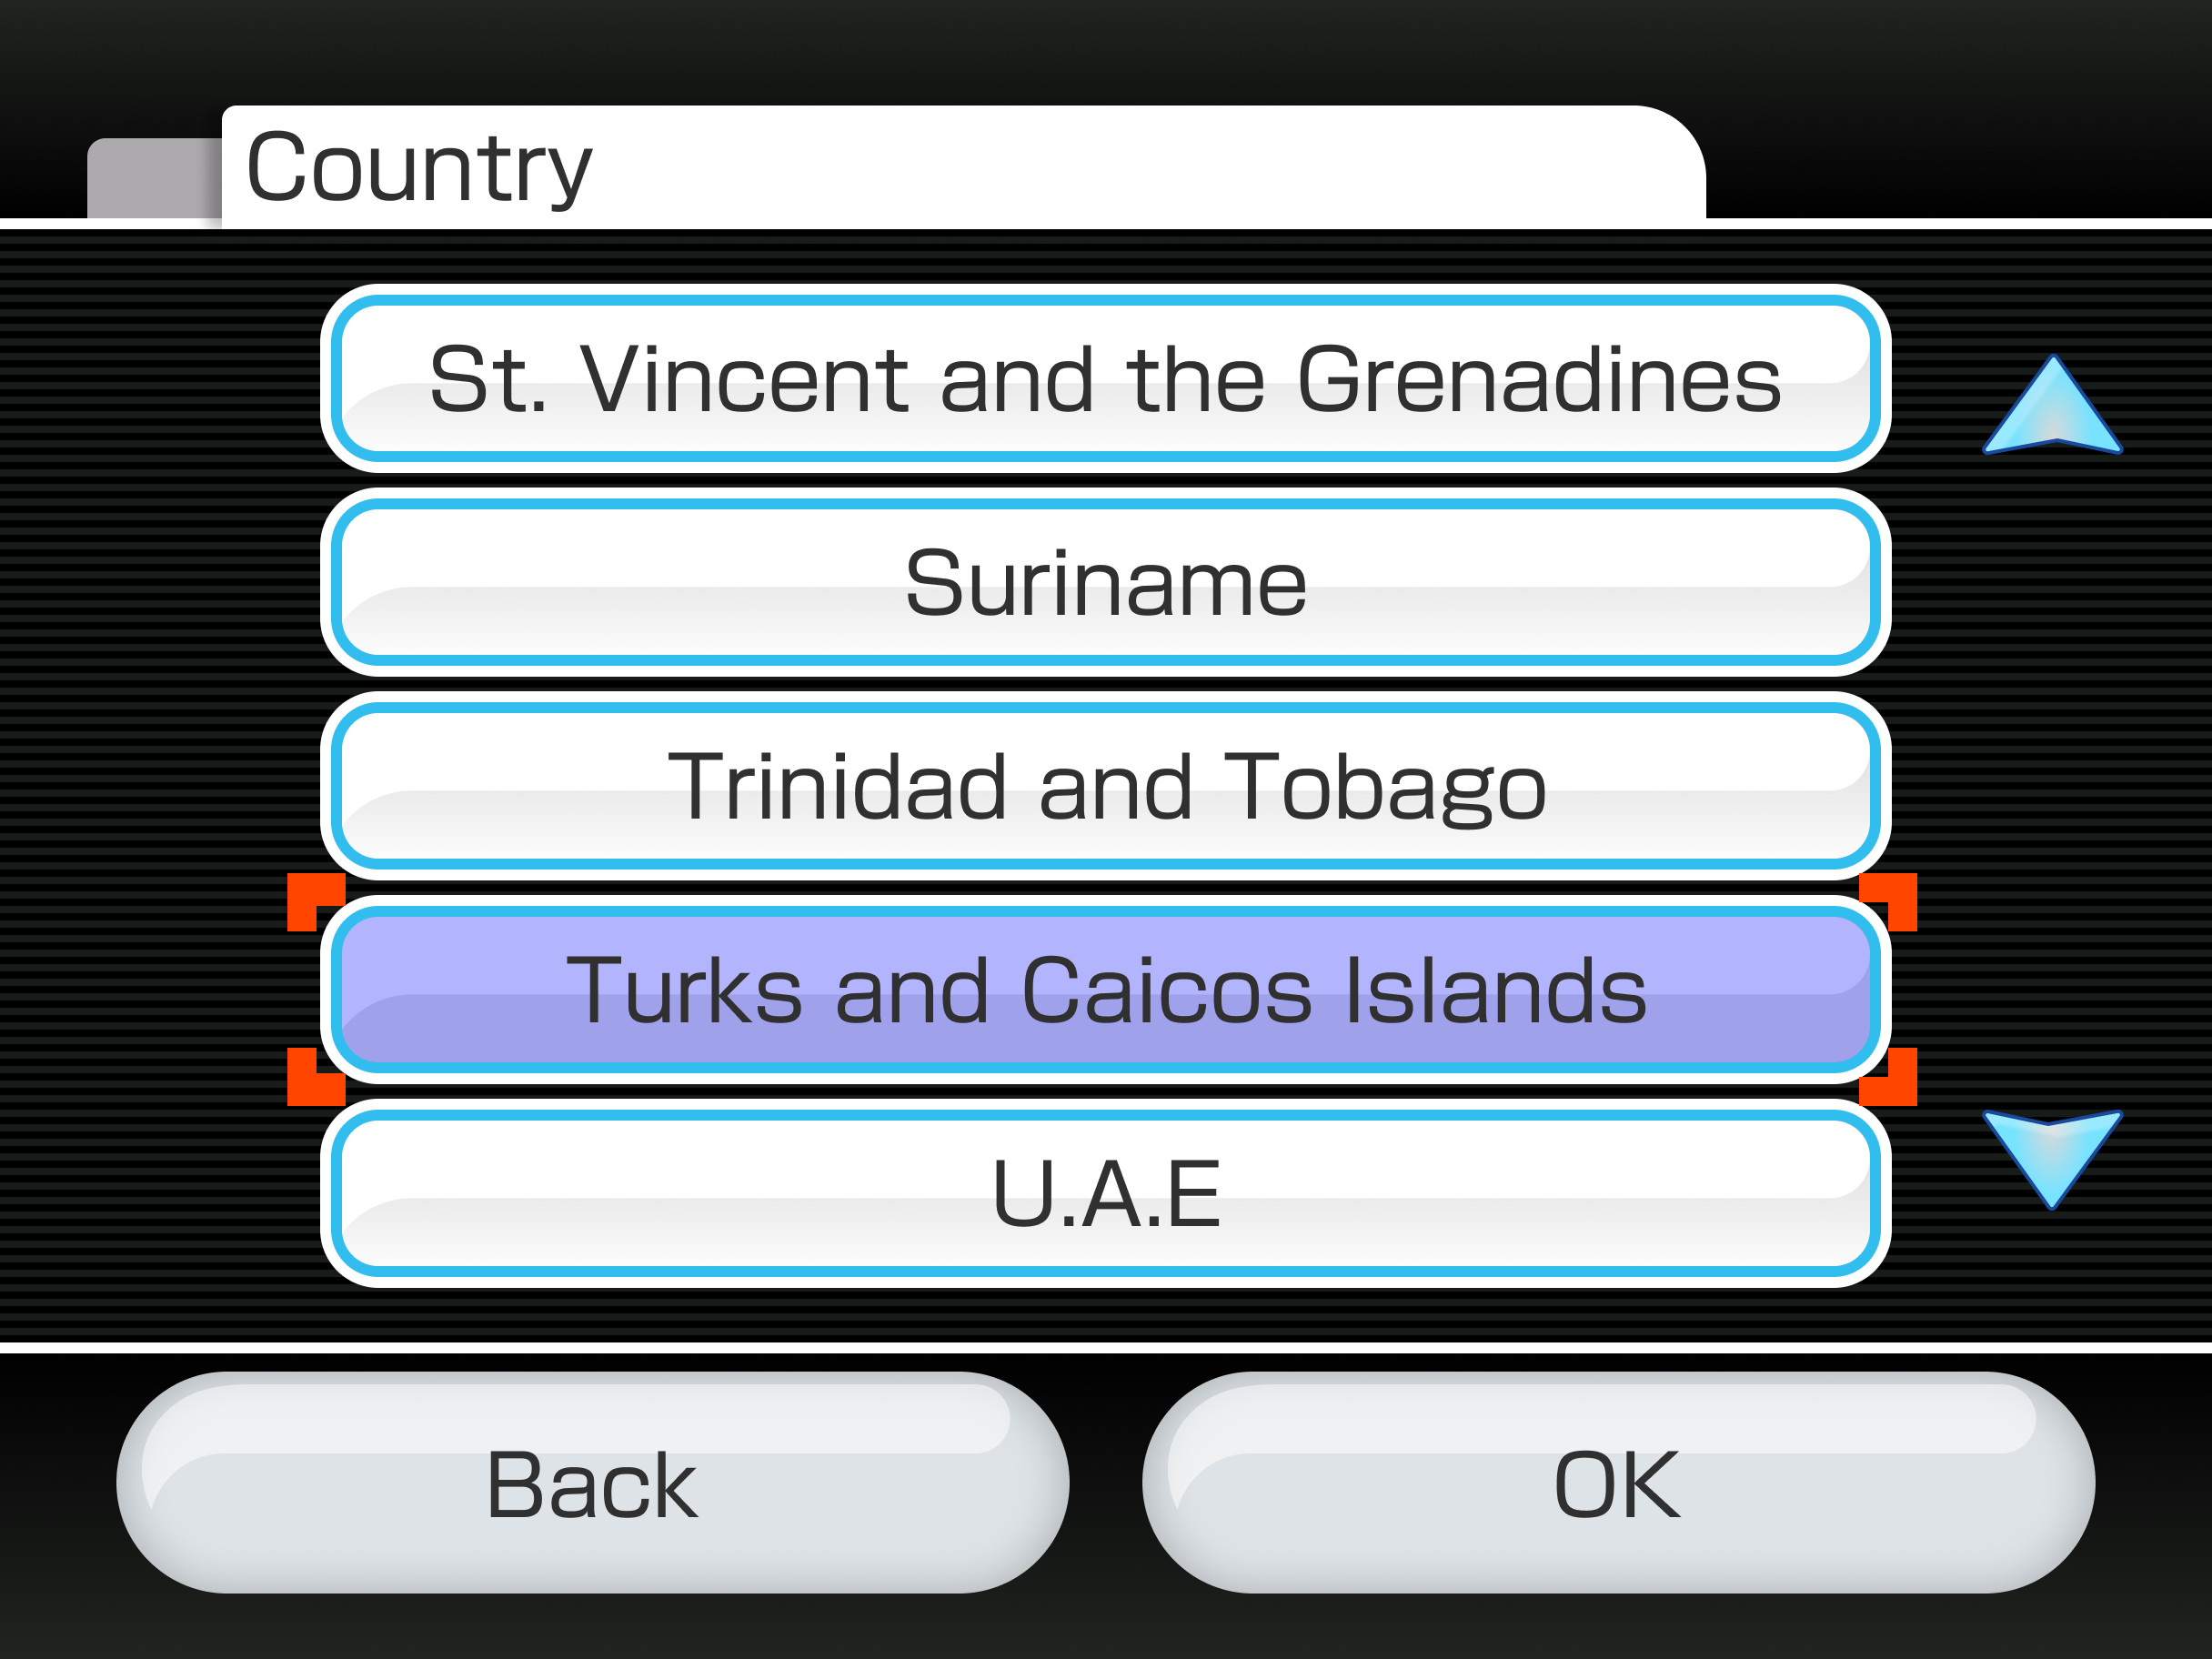 Country
St. Vincent and the Grenadines
Suriname
Trinidad and Tobago
Turks and Caicos Islands
U.A.E
Back
OK